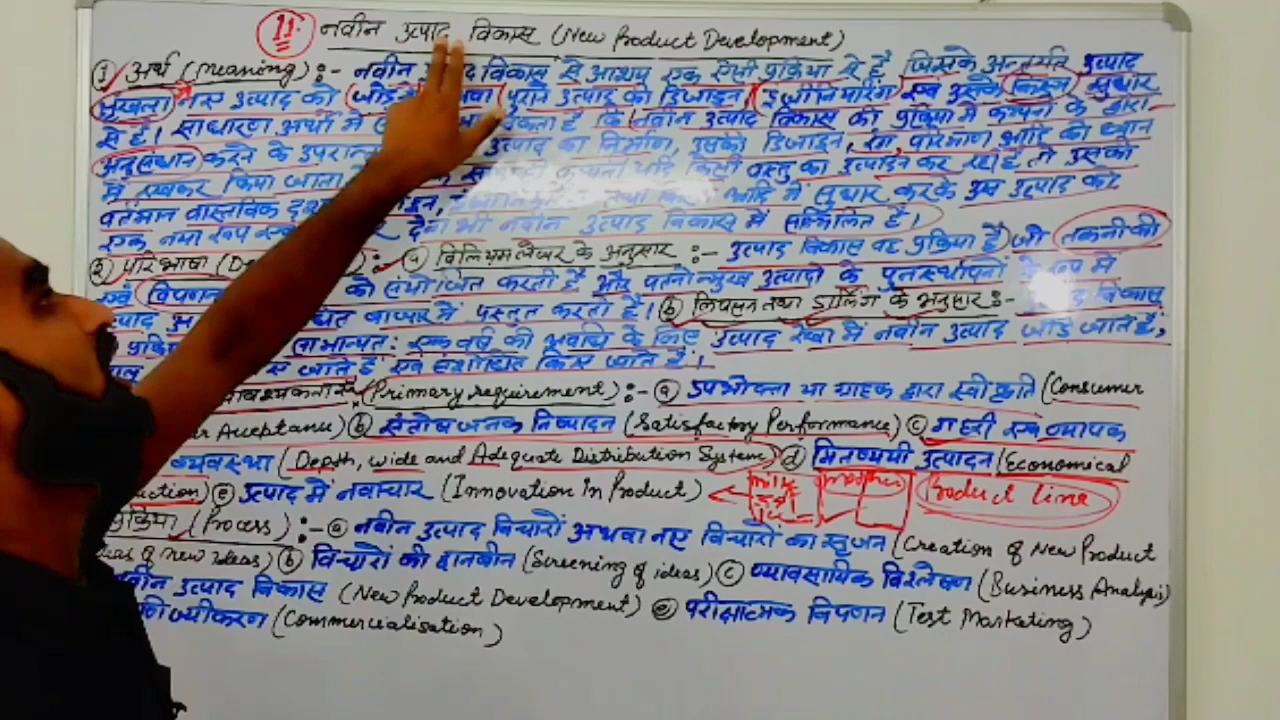 11. नवीन उत्पाद विकास (New Product Development)
① अर्थ (Meaning) :- नवीन विकास से आशय एक ऐसी प्रक्रिया से है, जिसके अन्तर्गत उत्पाद
श्रृंखला में नए उत्पाद को जोड़ने पुराने उत्पाद को डिजाइन, इंजीनियरिंग एवं उसके किस्म सुधार
से है। साधारण अर्थों में है कि नवीन उत्पाद विकास की प्रक्रिया में कम्पनी के द्वारा
अनुसंधान करने के उपरान्त उत्पाद का निर्माण, उसकी डिजाइन, रंग, परिमाण आदि को ध्यान
में रखकर किया जाता यदि किसी वस्तु का उत्पादन कर रही है तो उसकी
वर्तमान वास्तविक आदि में सुधार करके उस उत्पाद को
एक नया रूप देना भी नवीन उत्पाद विकास में सम्मिलित है।
② परिभाषा ⓐ विलियम लेजर के अनुसार :- उत्पाद विकास वह प्रक्रिया है जो तकनीकी
एवं विपणन को संयोजित करती है और पतनोन्मुख उत्पादों के पुनर्स्थापनों के रूप में
बाजार में प्रस्तुत करता है। ⓑ लिपसन तथा डार्लिंग के अनुसार :- विकास
सामान्यत: एक वर्ष की अवधि के लिए उत्पाद रेखा में नवीन उत्पाद जोड़े जाते है,
जाते है एवं संशोधित किए जाते है।
(Primary requirement) :- ⓐ उपभोक्ता या ग्राहक द्वारा स्वीकृति (Consumer
Acceptance) ⓑ संतोषजनक निष्पादन (Satisfactory Performance) ⓒ गहरी एवं व्यापक
व्यवस्था (Depth, wide and Adequate Distribution System) ⓓ मितव्ययी उत्पादन (Economical
ⓔ उत्पाद में नवाचार (Innovation In Product) Product Line
प्रक्रिया (Process) :- ⓐ नवीन उत्पाद विचारों अथवा नए विचारों का सृजन (Creation of New Product
of new Ideas) ⓑ विचारों की छानबीन (Screening of ideas) ⓒ व्यावसायिक विश्लेषण (Business Analysis)
नवीन उत्पाद विकास (New Product Development) ⓔ परीक्षात्मक विपणन (Test Marketing)
(Commercialisation)